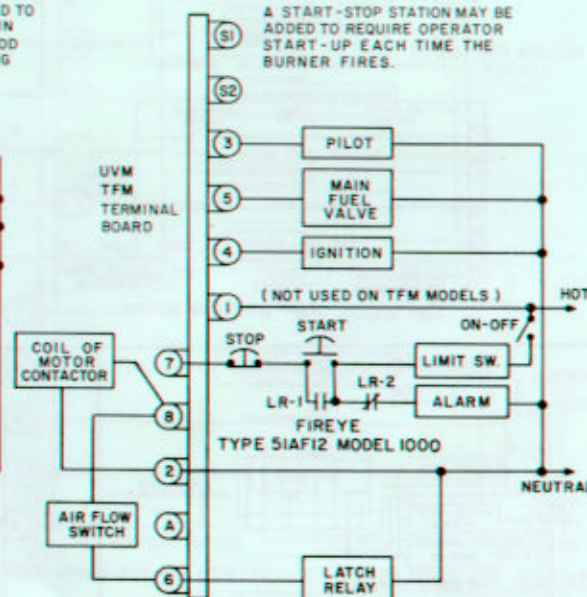 D TO
IN
OD
G
A START-STOP STATION MAY BE
ADDED TO REQUIRE OPERATOR
START-UP EACH TIME THE
BURNER FIRES.
S1
S2
3
PILOT
UVM
TFM
TERMINAL
BOARD
5
MAIN
FUEL
VALVE
4
IGNITION
1
(NOT USED ON TFM MODELS)
HOT
STOP
START
ON-OFF
COIL OF
MOTOR
CONTACTOR
7
LIMIT SW.
LR-1
LR-2
ALARM
8
FIREYE
TYPE 51AF12 MODEL 1000
2
NEUTRAL
AIR FLOW
SWITCH
A
6
LATCH
RELAY